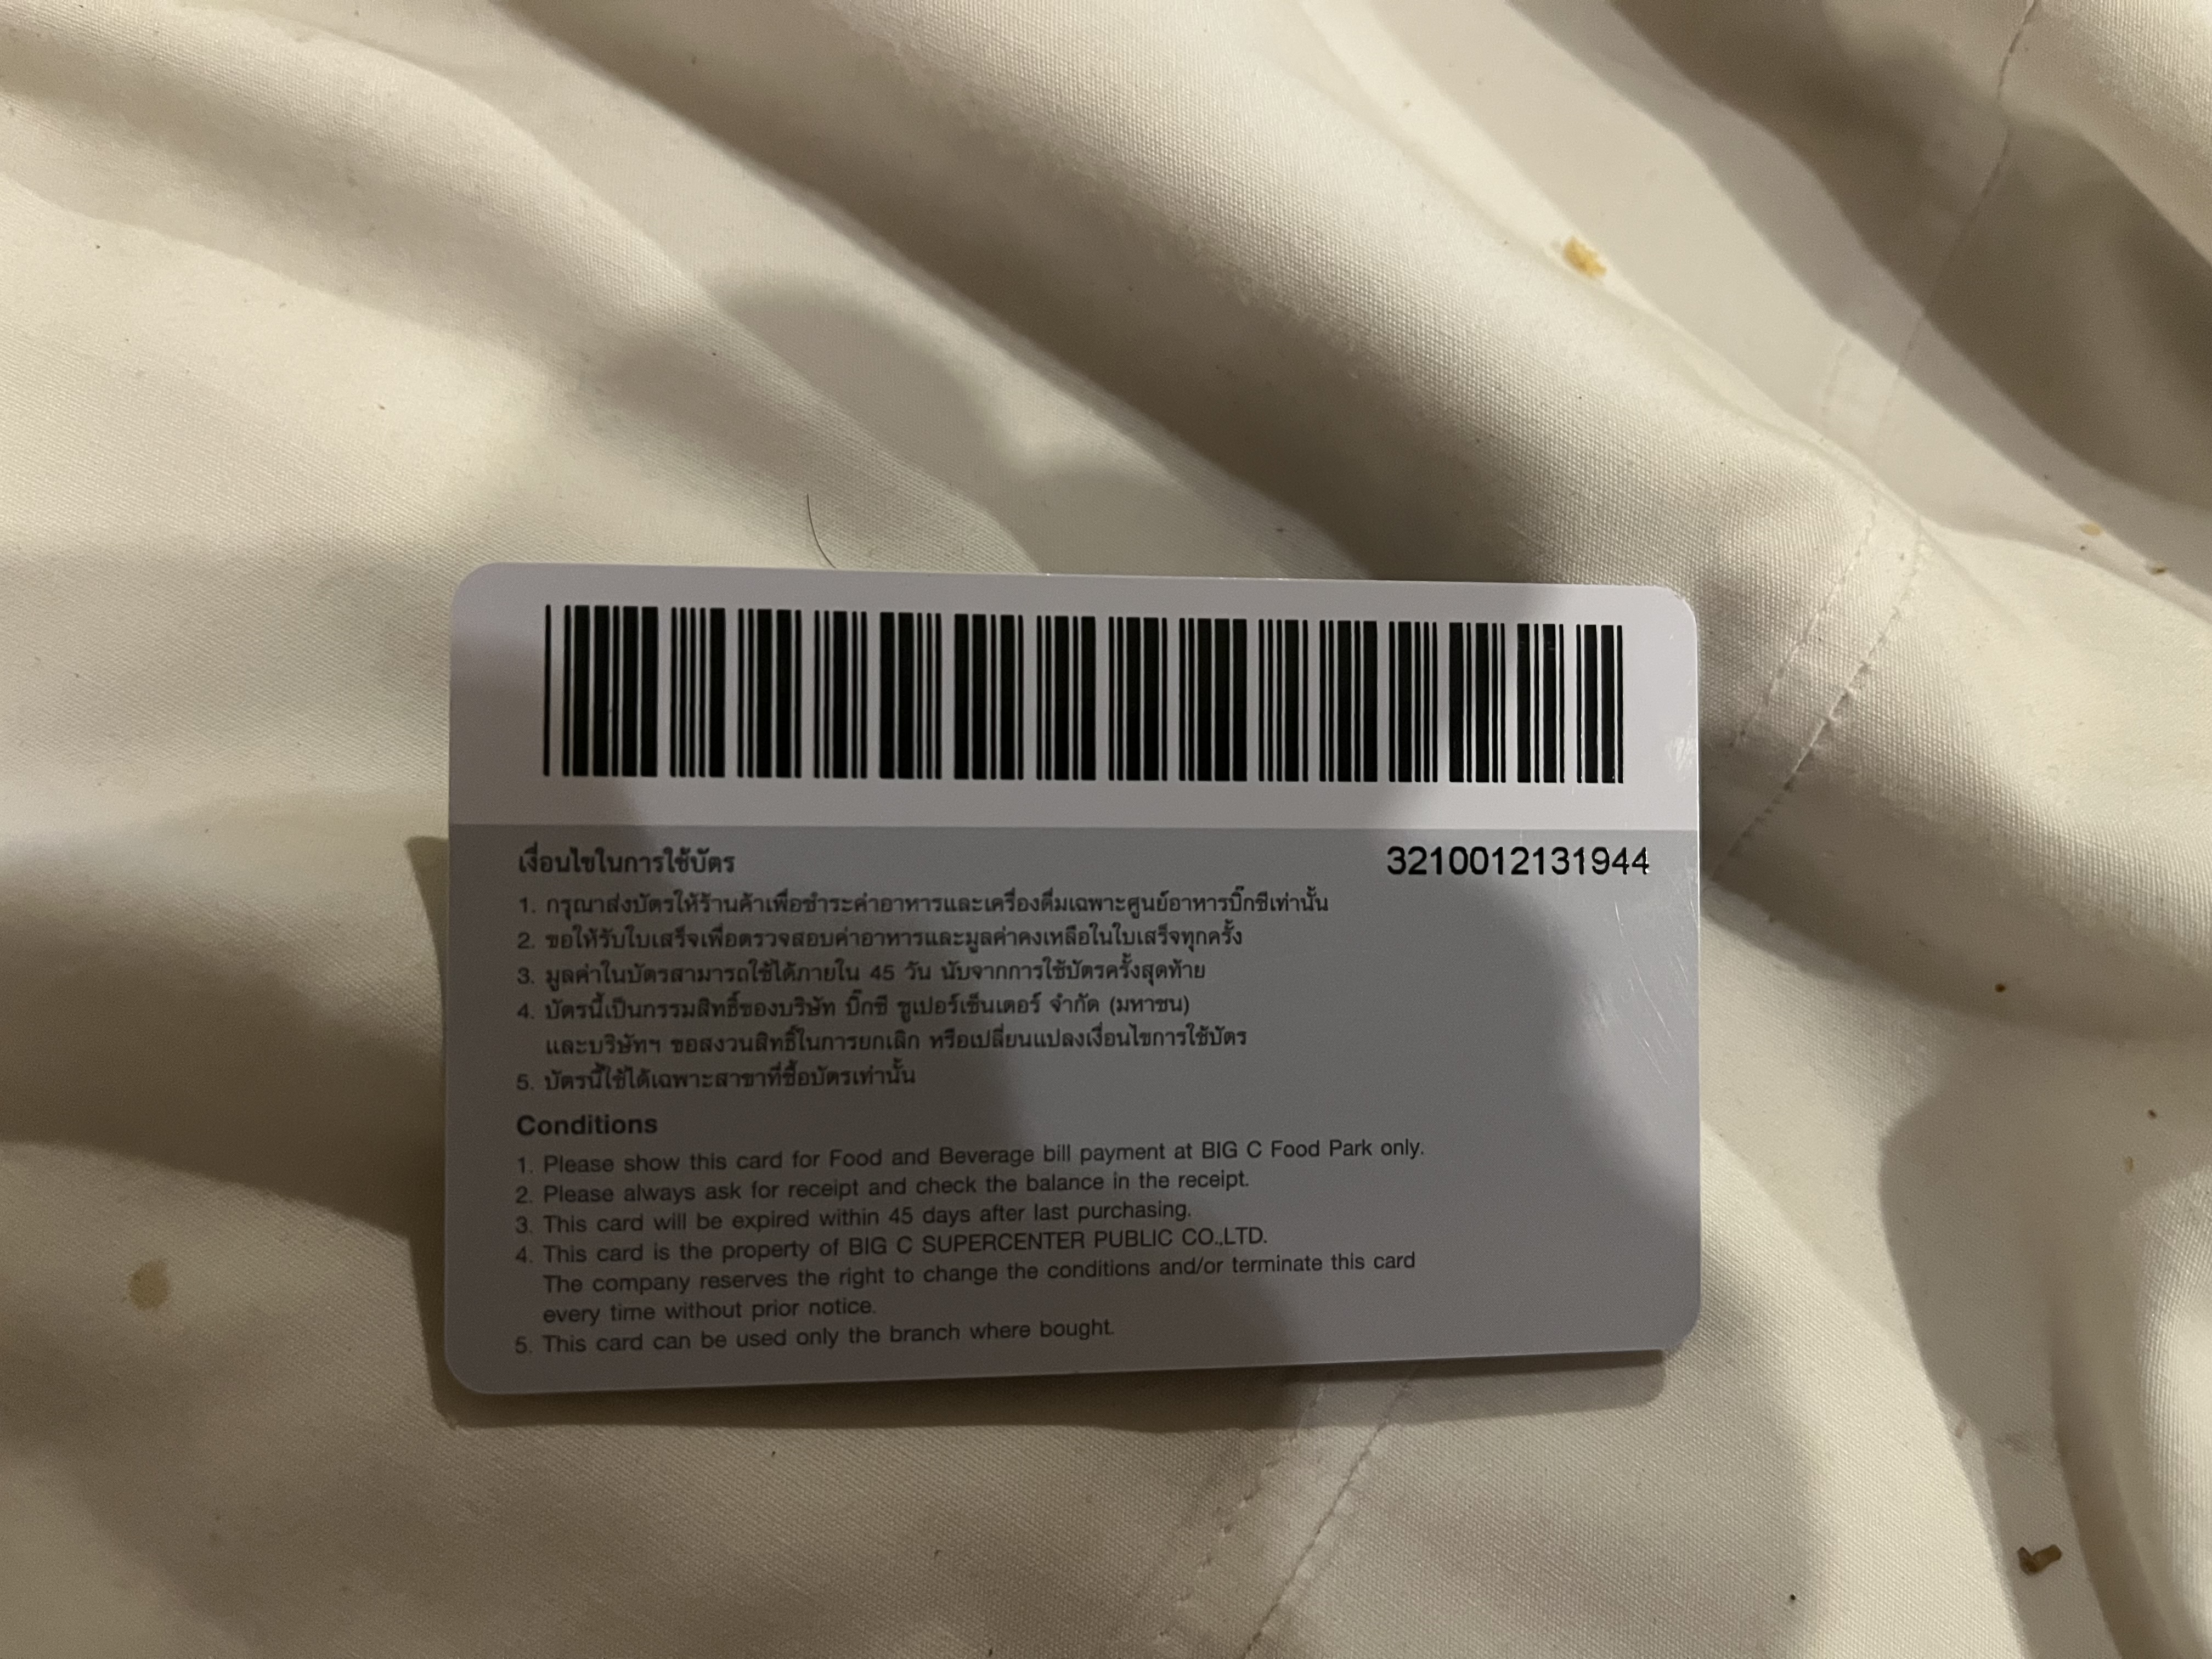 เงื่อนไขในการใช้บัตร
3210012131944
1. กรุณาส่งบัตรให้ร้านค้าเพื่อชำระค่าอาหารและเครื่องดื่มเฉพาะศูนย์อาหารบิ๊กซีเท่านั้น
2. ขอให้รับใบเสร็จเพื่อตรวจสอบค่าอาหารและมูลค่าคงเหลือในใบเสร็จทุกครั้ง
3. มูลค่าในบัตรสามารถใช้ได้ภายใน 45 วัน นับจากการใช้บัตรครั้งสุดท้าย
4. บัตรนี้เป็นกรรมสิทธิ์ของบริษัท บิ๊กซี ซูเปอร์เซ็นเตอร์ จำกัด (มหาชน)
และบริษัทฯ ขอสงวนสิทธิ์ในการยกเลิก หรือเปลี่ยนแปลงเงื่อนไขการใช้บัตร
5. บัตรนี้ใช้ได้เฉพาะสาขาที่ซื้อบัตรเท่านั้น
Conditions
1. Please show this card for Food and Beverage bill payment at BIG C Food Park only.
2. Please always ask for receipt and check the balance in the receipt.
3. This card will be expired within 45 days after last purchasing.
4. This card is the property of BIG C SUPERCENTER PUBLIC CO.,LTD.
The company reserves the right to change the conditions and/or terminate this card
every time without prior notice.
5. This card can be used only the branch where bought.